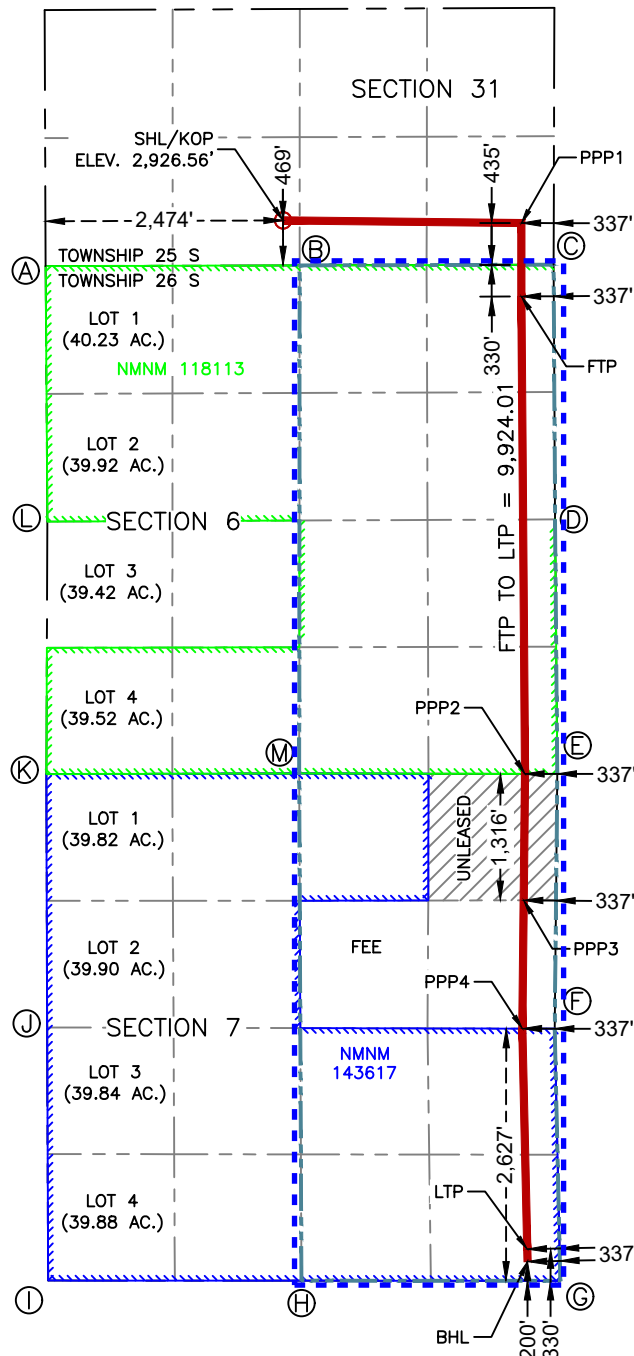 SECTION 31
SHL/KOP
ELEV. 2,926.56'
469'
435'
PPP1
2,474'
337'
TOWNSHIP 25 S
B
C
A
TOWNSHIP 26 S
LOT 1
(40.23 AC.)
330'
337'
FTP
NMNM 118113
LOT 2
(39.92 AC.)
FTP TO LTP = 9,924.01
L
SECTION 6
D
LOT 3
(39.42 AC.)
LOT 4
(39.52 AC.)
PPP2
M
E
K
337'
LOT 1
(39.82 AC.)
UNLEASED
1,316'
337'
LOT 2
(39.90 AC.)
FEE
PPP3
PPP4
F
J
SECTION 7
337'
NMNM
143617
LOT 3
(39.84 AC.)
2,627'
LOT 4
(39.88 AC.)
LTP
337'
I
H
G
BHL
200'
330'